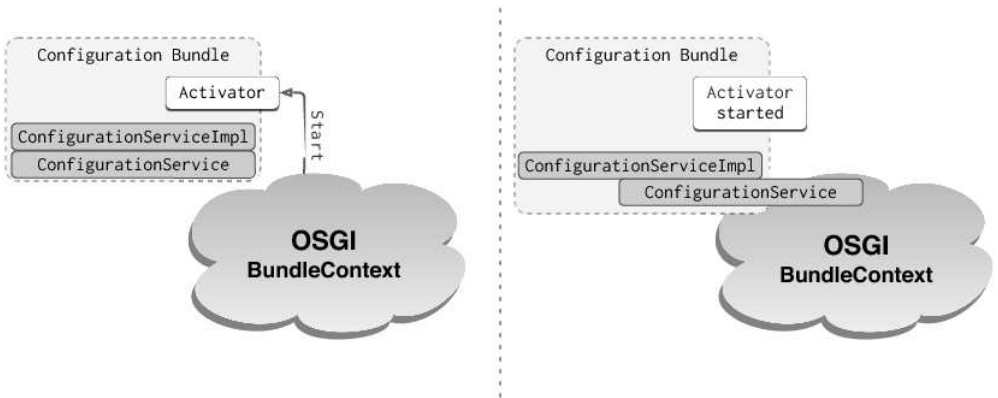 Configuration Bundle
Activator
Start
ConfigurationServiceImpl
ConfigurationService
OSGI
BundleContext
Configuration Bundle
Activator
started
ConfigurationServiceImpl
ConfigurationService
OSGI
BundleContext